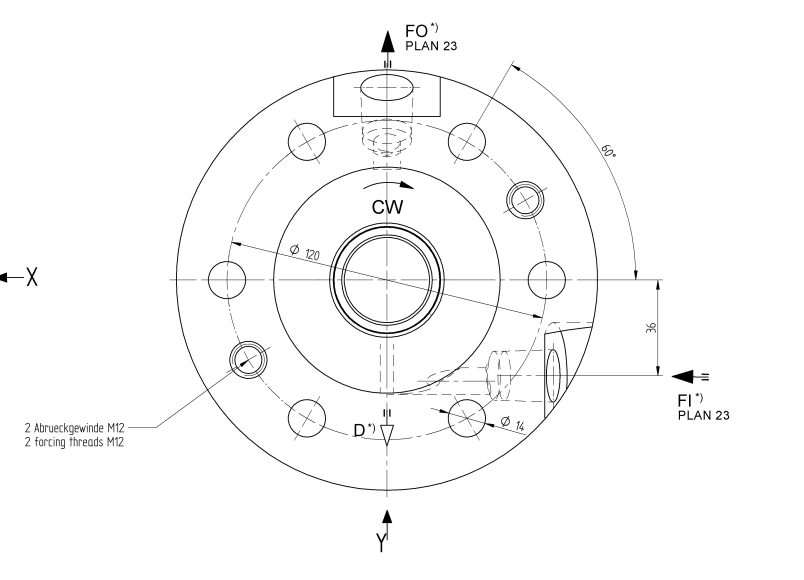 FO*)
PLAN 23
60°
CW
Ø 120
X
36
FI*)
PLAN 23
D*)
Ø 14
2 Abrueckgewinde M12
2 forcing threads M12
Y